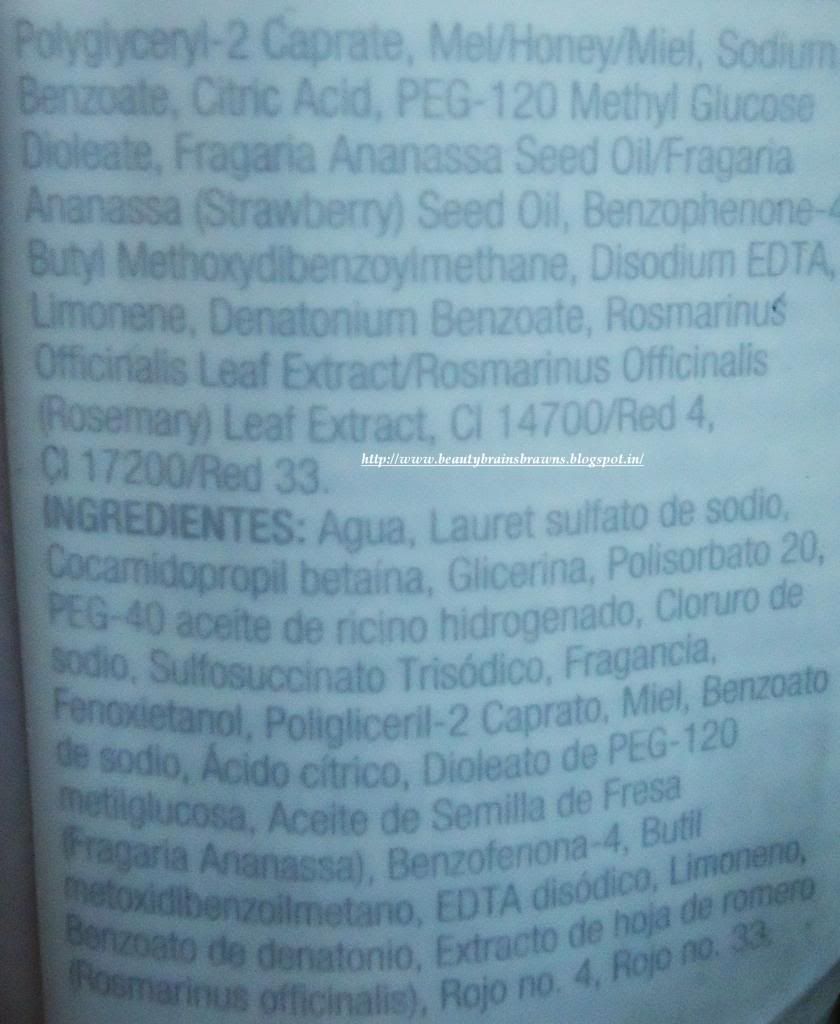 Polyglyceryl-2 Caprate, Mel/Honey/Miel, Sodium
Benzoate, Citric Acid, PEG-120 Methyl Glucose
Dioleate, Fragaria Ananassa Seed Oil/Fragaria
Ananassa (Strawberry) Seed Oil, Benzophenone-4
Butyl Methoxydibenzoylmethane, Disodium EDTA,
Limonene, Denatonium Benzoate, Rosmarinus
Officinalis Leaf Extract/Rosmarinus Officinalis
(Rosemary) Leaf Extract, CI 14700/Red 4,
CI 17200/Red 33.
http://www.beautybrainsbrawns.blogspot.in/
INGREDIENTES: Agua, Lauret sulfato de sodio,
Cocamidopropil betaína, Glicerina, Polisorbato 20,
PEG-40 aceite de ricino hidrogenado, Cloruro de
sodio, Sulfosuccinato Trisódico, Fragancia,
Fenoxietanol, Poligliceril-2 Caprato, Miel, Benzoato
de sodio, Ácido cítrico, Dioleato de PEG-120
metilglucosa, Aceite de Semilla de Fresa
(Fragaria Ananassa), Benzofenona-4, Butil
metoxidibenzoilmetano, EDTA disódico, Limoneno,
Benzoato de denatonio, Extracto de hoja de romero
(Rosmarinus officinalis), Rojo no. 4, Rojo no. 33.